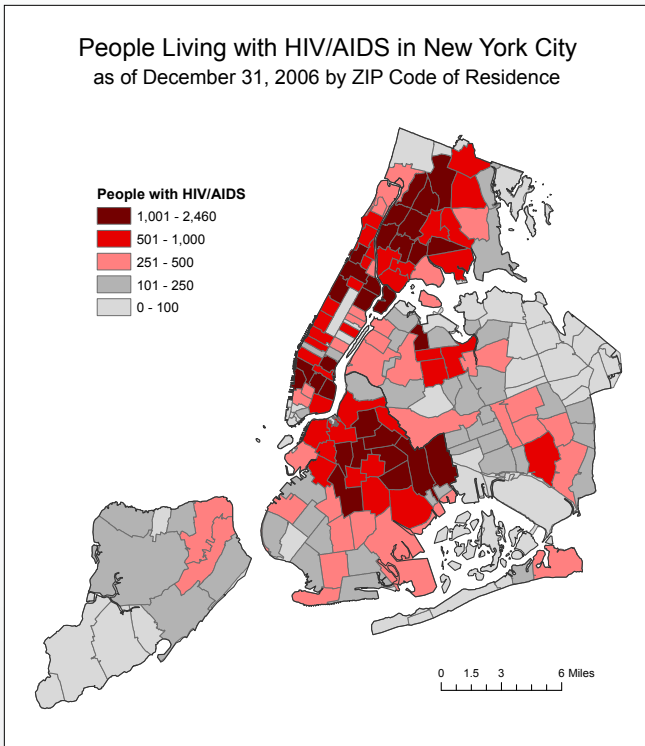 People Living with HIV/AIDS in New York City
as of December 31, 2006 by ZIP Code of Residence
People with HIV/AIDS
1,001 - 2,460
501 - 1,000
251 - 500
101 - 250
0 - 100
0 1.5 3 6 Miles